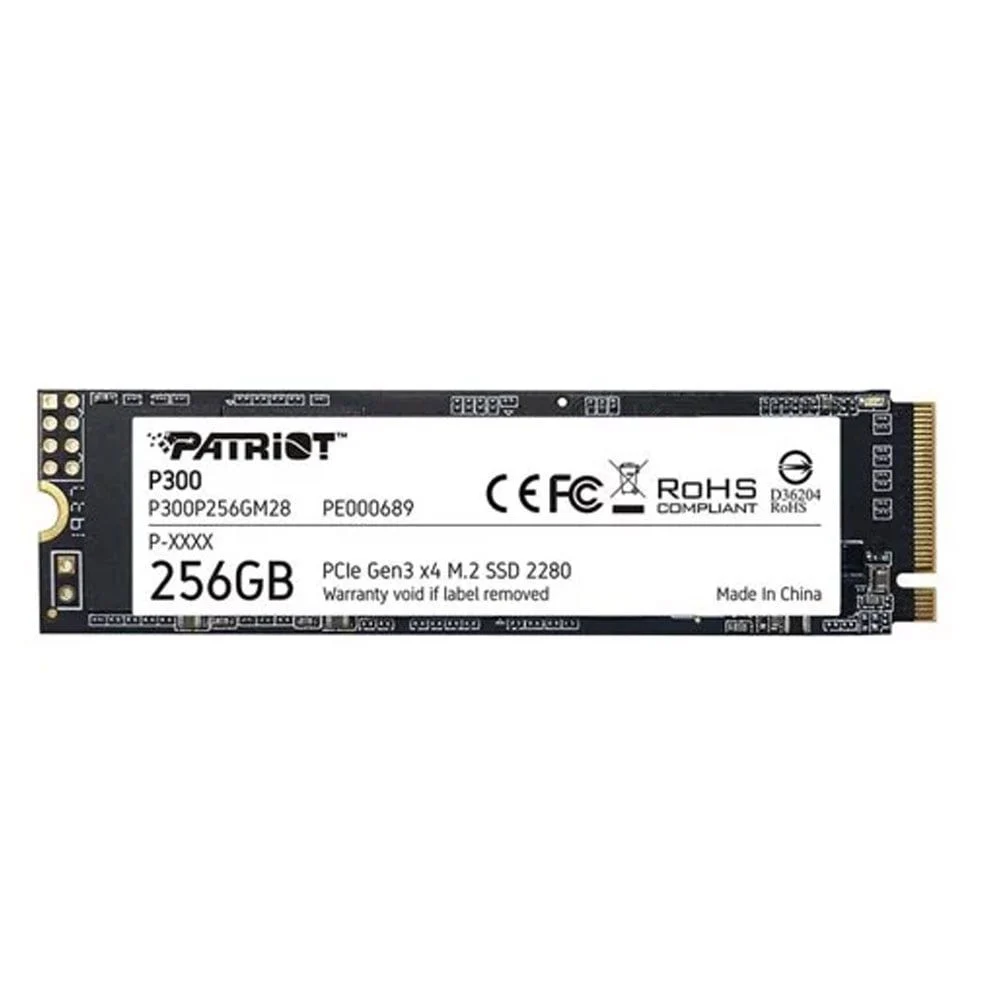 PATRiOT™
P300
P300P256GM28 PE000689
CE FC RoHS
COMPLIANT
D36204
RoHS
P-XXXX
256GB
PCIe Gen3 x4 M.2 SSD 2280
Warranty void if label removed
Made In China